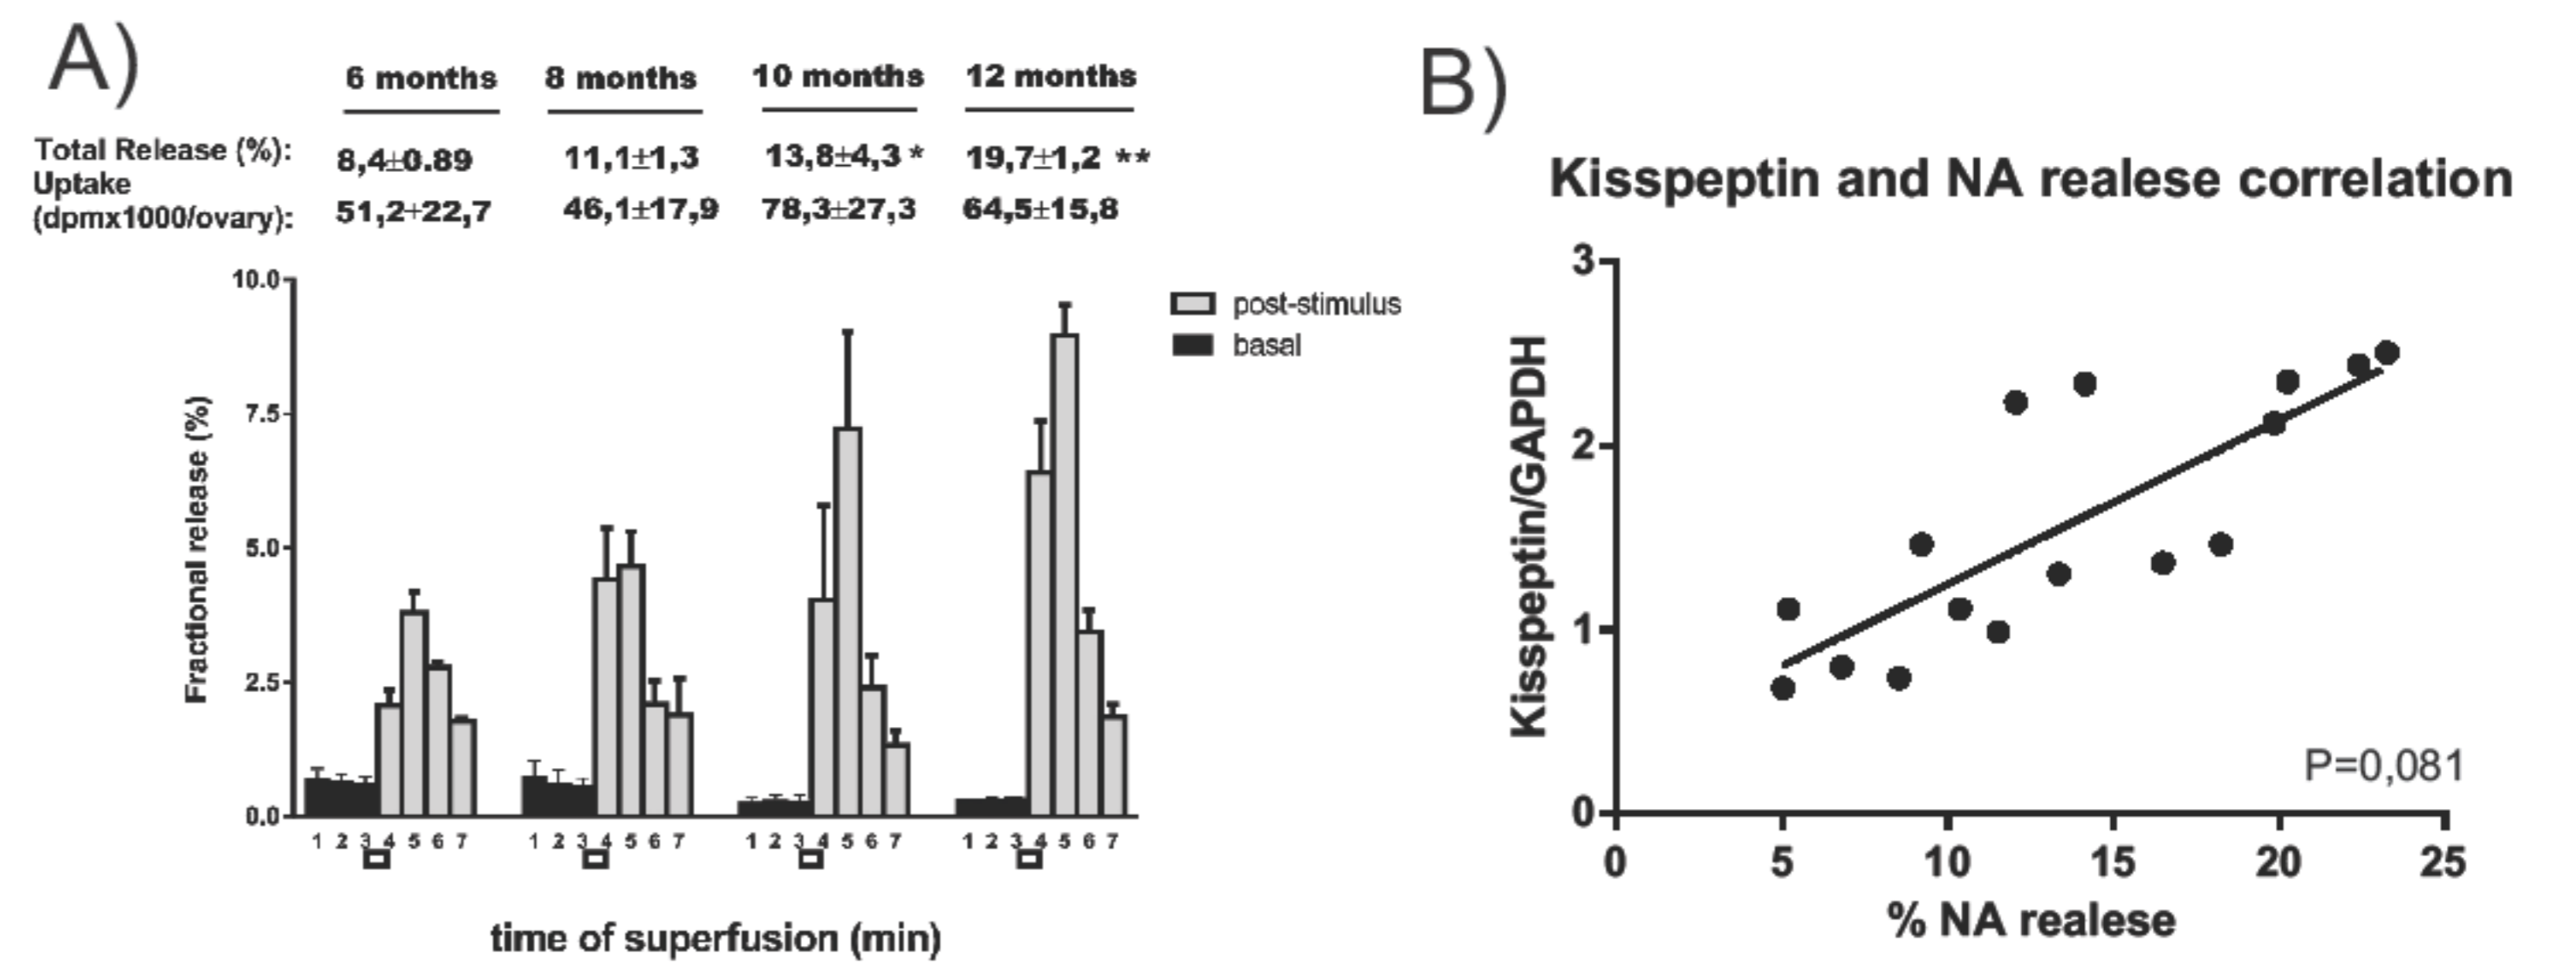 A)
6 months 8 months 10 months 12 months
Total Release (%): 8,4±0.89 11,1±1,3 13,8±4,3 * 19,7±1,2 **
Uptake
(dpmx1000/ovary): 51,2+22,7 46,1±17,9 78,3±27,3 64,5±15,8
10.0
7.5
5.0
2.5
0.0
Fractional release (%)
post-stimulus
basal
1 2 3 4 5 6 7 1 2 3 4 5 6 7 1 2 3 4 5 6 7 1 2 3 4 5 6 7
time of superfusion (min)
B)
Kisspeptin and NA realese correlation
Kisspeptin/GAPDH
3
2
1
0
P=0,081
0 5 10 15 20 25
% NA realese